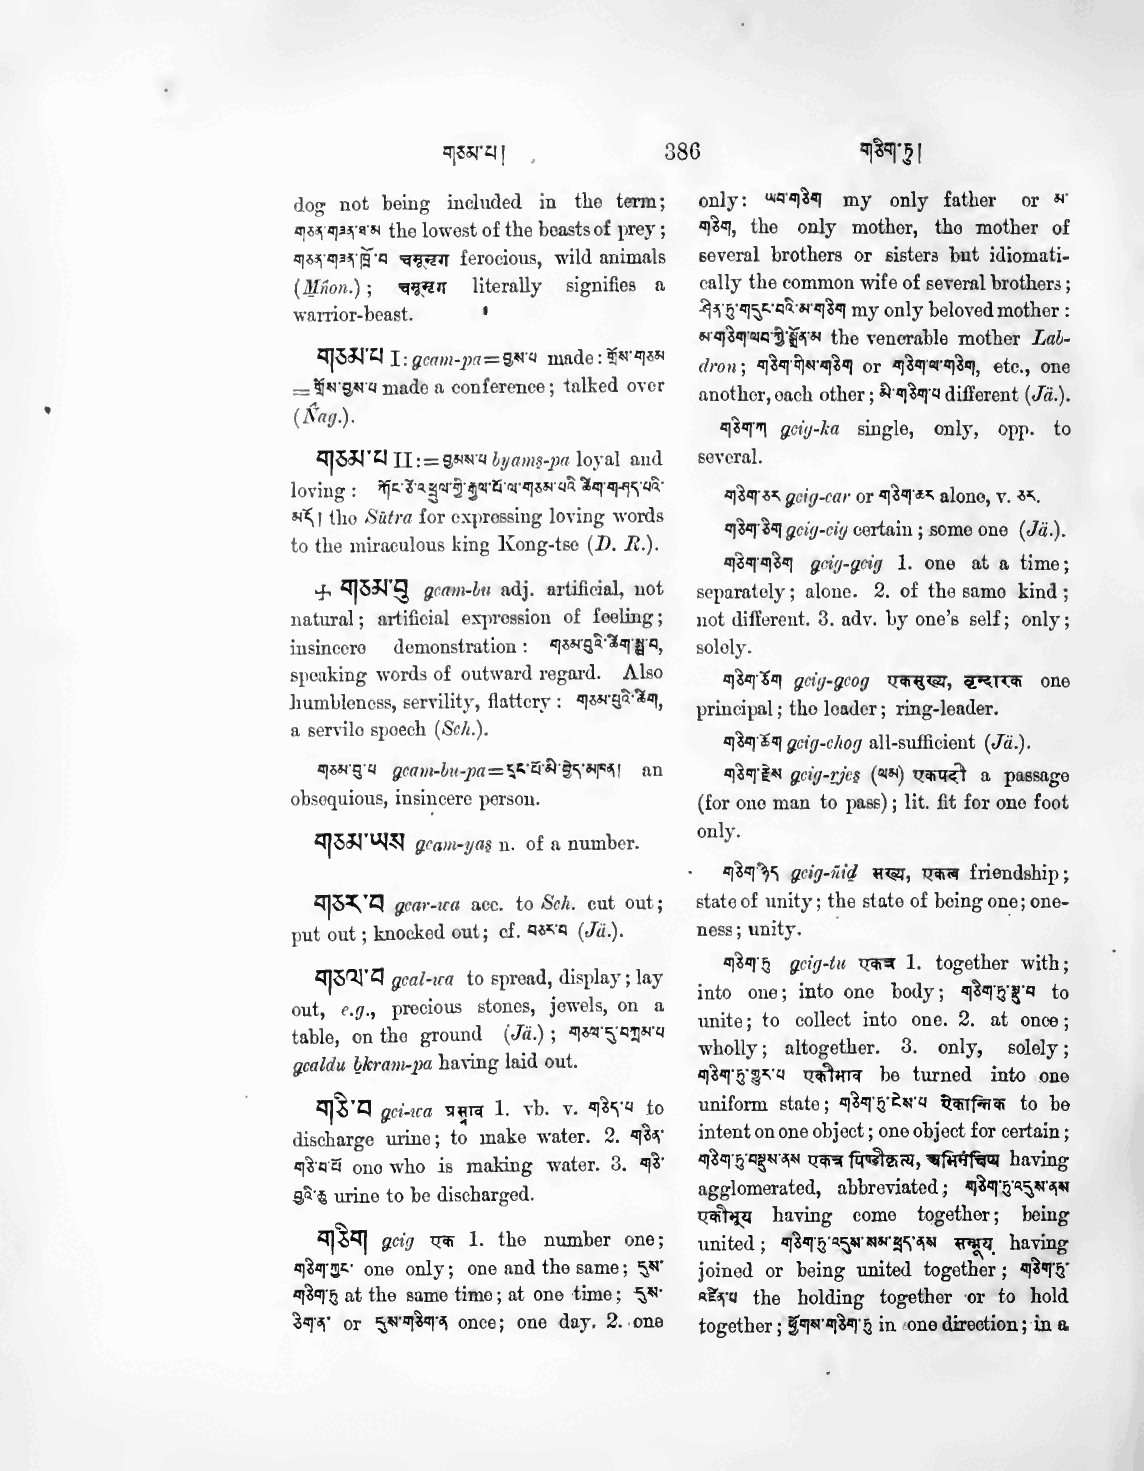 གཅམ་པ། 386 གཅིག་ཏུ།
dog not being included in the term;
གཅན་གཟན་ཐ་མ the lowest of the beasts of prey;
གཅན་གཟན་ཁྲོ་བ चमूरुमृग ferocious, wild animals
(Mñon.); चमूरुमृग literally signifies a
warrior-beast.
གཅམ་པ I: gcam-pa=བྱས་པ made: གྲོས་གཅམ
=གྲོས་བྱས་པ made a conference; talked over
(Ñag.).
གཅམ་པ II:=བྱམས་པ byams-pa loyal and
loving: ཀོང་ཙེ་འཕྲུལ་གྱི་རྒྱལ་པོ་ལ་གཅམ་པའི་ཚིག་གཤད་པའི་
མདོ། the Sûtra for expressing loving words
to the miraculous king Kong-tse (D. R.).
+ གཅམ་བུ gcam-bu adj. artificial, not
natural; artificial expression of feeling;
insincere demonstration: གཅམ་བུའི་ཚིག་སྨྲ་བ,
speaking words of outward regard. Also
humbleness, servility, flattery: གཅམ་བུའི་ཚིག,
a servile speech (Sch.).
གཅམ་བུ་པ gcam-bu-pa=དྲང་པོ་མི་བྱེད་མཁན། an
obsequious, insincere person.
གཅམ་ཡས gcam-yas n. of a number.
གཅར་བ gcar-wa acc. to Sch. cut out;
put out; knocked out; cf. བཅར་བ (Jä.).
གཅལ་བ gcal-wa to spread, display; lay
out, e.g., precious stones, jewels, on a
table, on the ground (Jä.); གཅལ་དུ་བཀྲམ་པ
gcaldu bkram-pa having laid out.
གཅི་བ gci-wa प्रस्राव 1. vb. v. གཅིད་པ to
discharge urine; to make water. 2. གཅིན་
གཅི་བ་པོ one who is making water. 3. གཅི་
བྱའི་ཆུ urine to be discharged.
གཅིག gcig एक 1. the number one;
གཅིག་ཀྱང་ one only; one and the same; དུས་
གཅིག་ཏུ at the same time; at one time; དུས་
ཅིག་ན་ or དུས་གཅིག་ན once; one day. 2. one
only: ཡབ་གཅིག my only father or མ་
གཅིག, the only mother, the mother of
several brothers or sisters but idiomati-
cally the common wife of several brothers;
ཤིན་ཏུ་གདུང་བའི་མ་གཅིག my only beloved mother:
མ་གཅིག་ལབ་ཀྱི་སྒྲོན་མ the venerable mother Lab-
dron; གཅིག་གིས་གཅིག or གཅིག་ལ་གཅིག, etc., one
another, each other; མི་གཅིག་པ different (Jä.).
གཅིག་ཀ gcig-ka single, only, opp. to
several.
གཅིག་ཅར gcig-car or གཅིག་ཆར alone, v. ཅར.
གཅིག་ཅིག gcig-cig certain; some one (Jä.).
གཅིག་གཅིག gcig-gcig 1. one at a time;
separately; alone. 2. of the same kind;
not different. 3. adv. by one's self; only;
solely.
གཅིག་ཅོག gcig-gcog एकमुख्य, वृन्दारक one
principal; the leader; ring-leader.
གཅིག་ཆོག gcig-chog all-sufficient (Jä.).
གཅིག་རྗེས gcig-rjes (ལམ) एकपदी a passage
(for one man to pass); lit. fit for one foot
only.
གཅིག་ཉིད gcig-ñid सख्य, एकत्व friendship;
state of unity; the state of being one; one-
ness; unity.
གཅིག་ཏུ gcig-tu एकत्र 1. together with;
into one; into one body; གཅིག་ཏུ་སྡུ་བ to
unite; to collect into one. 2. at once;
wholly; altogether. 3. only, solely;
གཅིག་ཏུ་གྱུར་པ एकीभाव be turned into one
uniform state; གཅིག་ཏུ་ངེས་པ ऐकान्तिक to be
intent on one object; one object for certain;
གཅིག་ཏུ་བསྡུས་ནས एकत्र पिण्डीकृत्य, अभिसंक्षिप्य having
agglomerated, abbreviated; གཅིག་ཏུ་འདུས་ནས
एकीभूय having come together; being
united; གཅིག་ཏུ་འདུས་སམ་ཕྲད་ནས सम्भूय having
joined or being united together; གཅིག་ཏུ་
འཛིན་པ the holding together or to hold
together; ཕྱོགས་གཅིག་ཏུ in one direction; in a